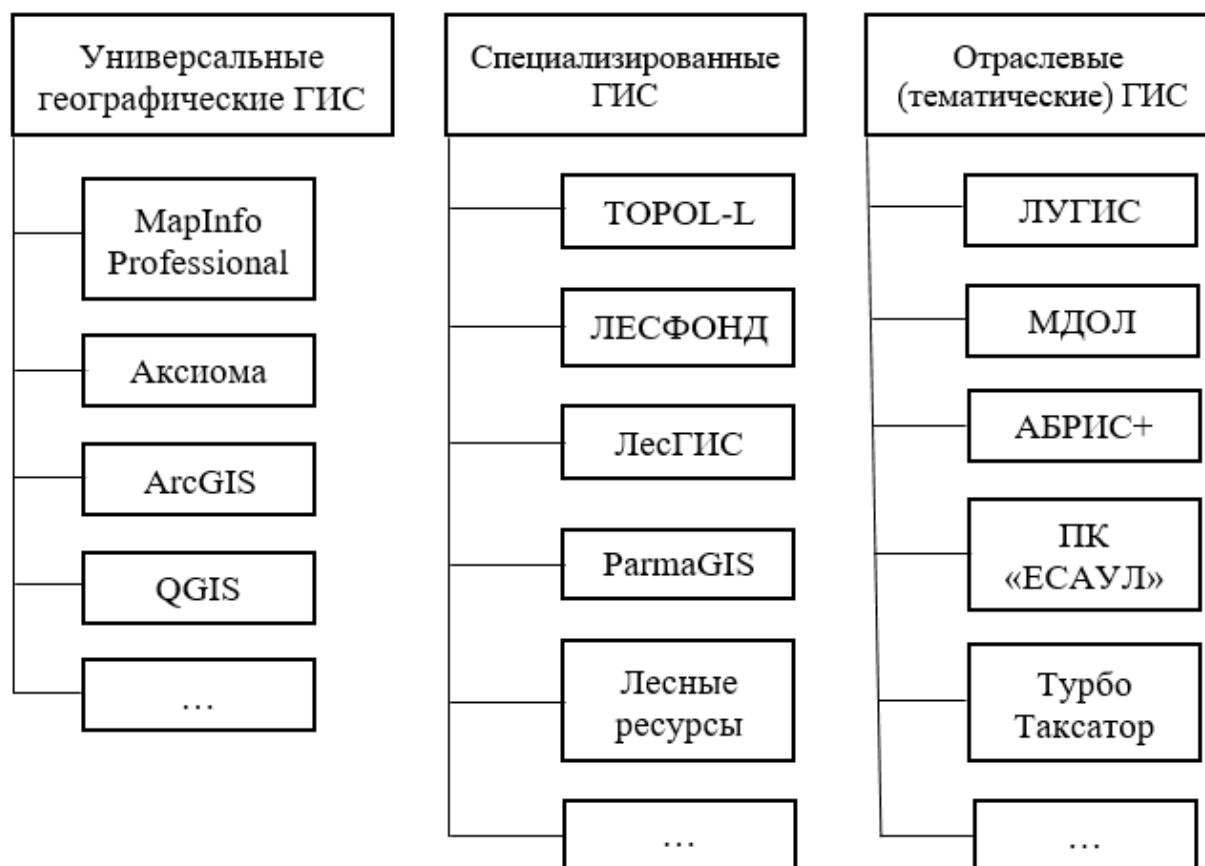 Универсальные
географические ГИС
MapInfo
Professional
Аксиома
ArcGIS
QGIS
…
Специализированные
ГИС
TOPOL-L
ЛЕСФОНД
ЛесГИС
ParmaGIS
Лесные
ресурсы
…
Отраслевые
(тематические) ГИС
ЛУГИС
МДОЛ
АБРИС+
ПК
«ЕСАУЛ»
Турбо
Таксатор
…